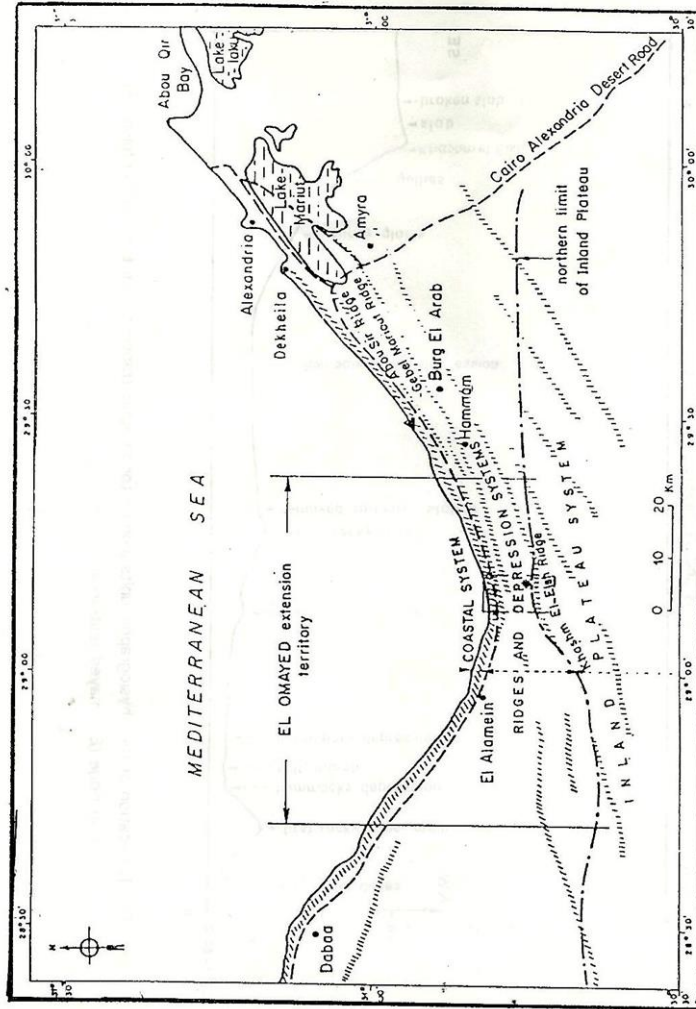 28°30'
29°00
29°30
30°00
31°30
31°
MEDITERRANEAN SEA
EL OMAYED extension
territory
Abou Qir
Bay
Lake
Lake
Mariut
Alexandria
Dekheila
Amyra
Abou Sir Ridge
Gebel Mariout Ridge
Burg El Arab
Hammam
Cairo Alexandria Desert Road
Dabaa
El Alamein
COASTAL SYSTEM
RIDGES AND DEPRESSION SYSTEMS
Khashm El-Eish Ridge
INLAND PLATEAU SYSTEM
northern limit
of Inland Plateau
0 10 20
Km
30°00'
30'